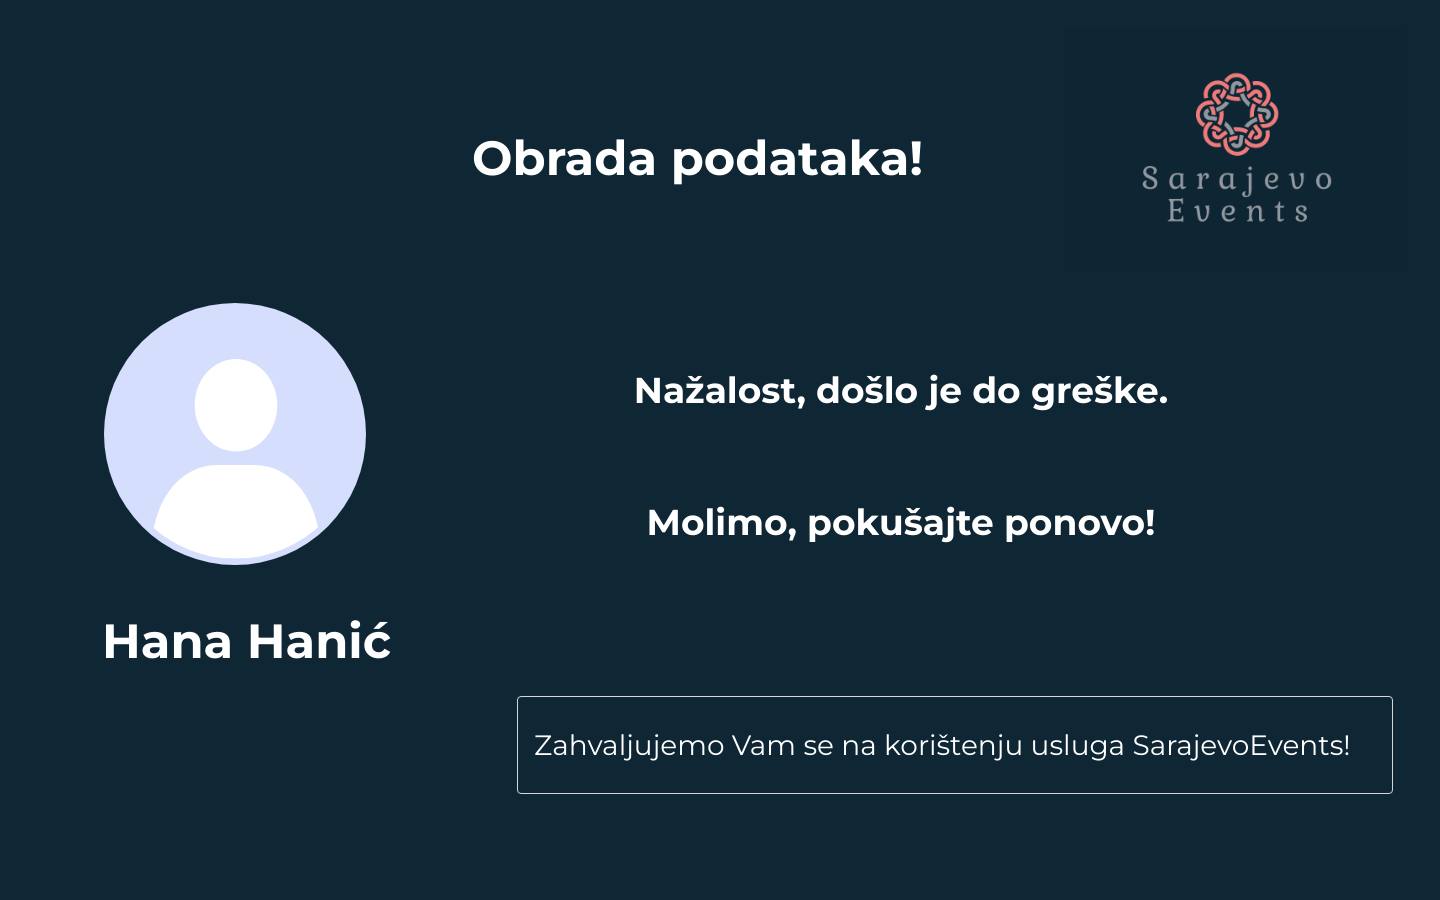 Obrada podataka!
Sarajevo
Events
Nažalost, došlo je do greške.
Molimo, pokušajte ponovo!
Hana Hanić
Zahvaljujemo Vam se na korištenju usluga SarajevoEvents!